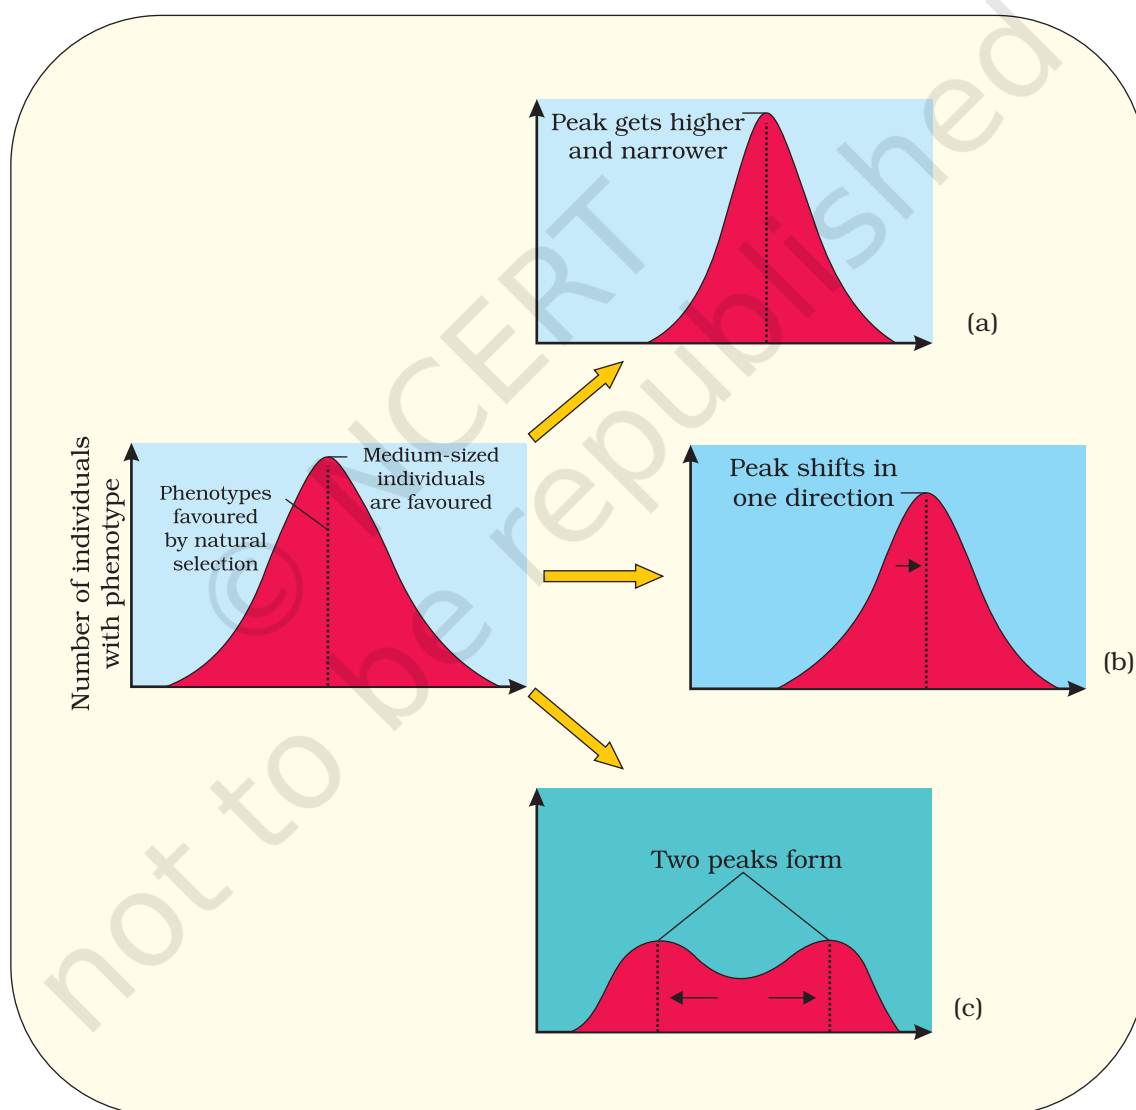 Peak gets higher
and narrower
(a)
Number of individuals
with phenotype
Medium-sized
individuals
are favoured
Phenotypes
favoured
by natural
selection
Peak shifts in
one direction
(b)
Two peaks form
(c)
© NCERT
not to be republished